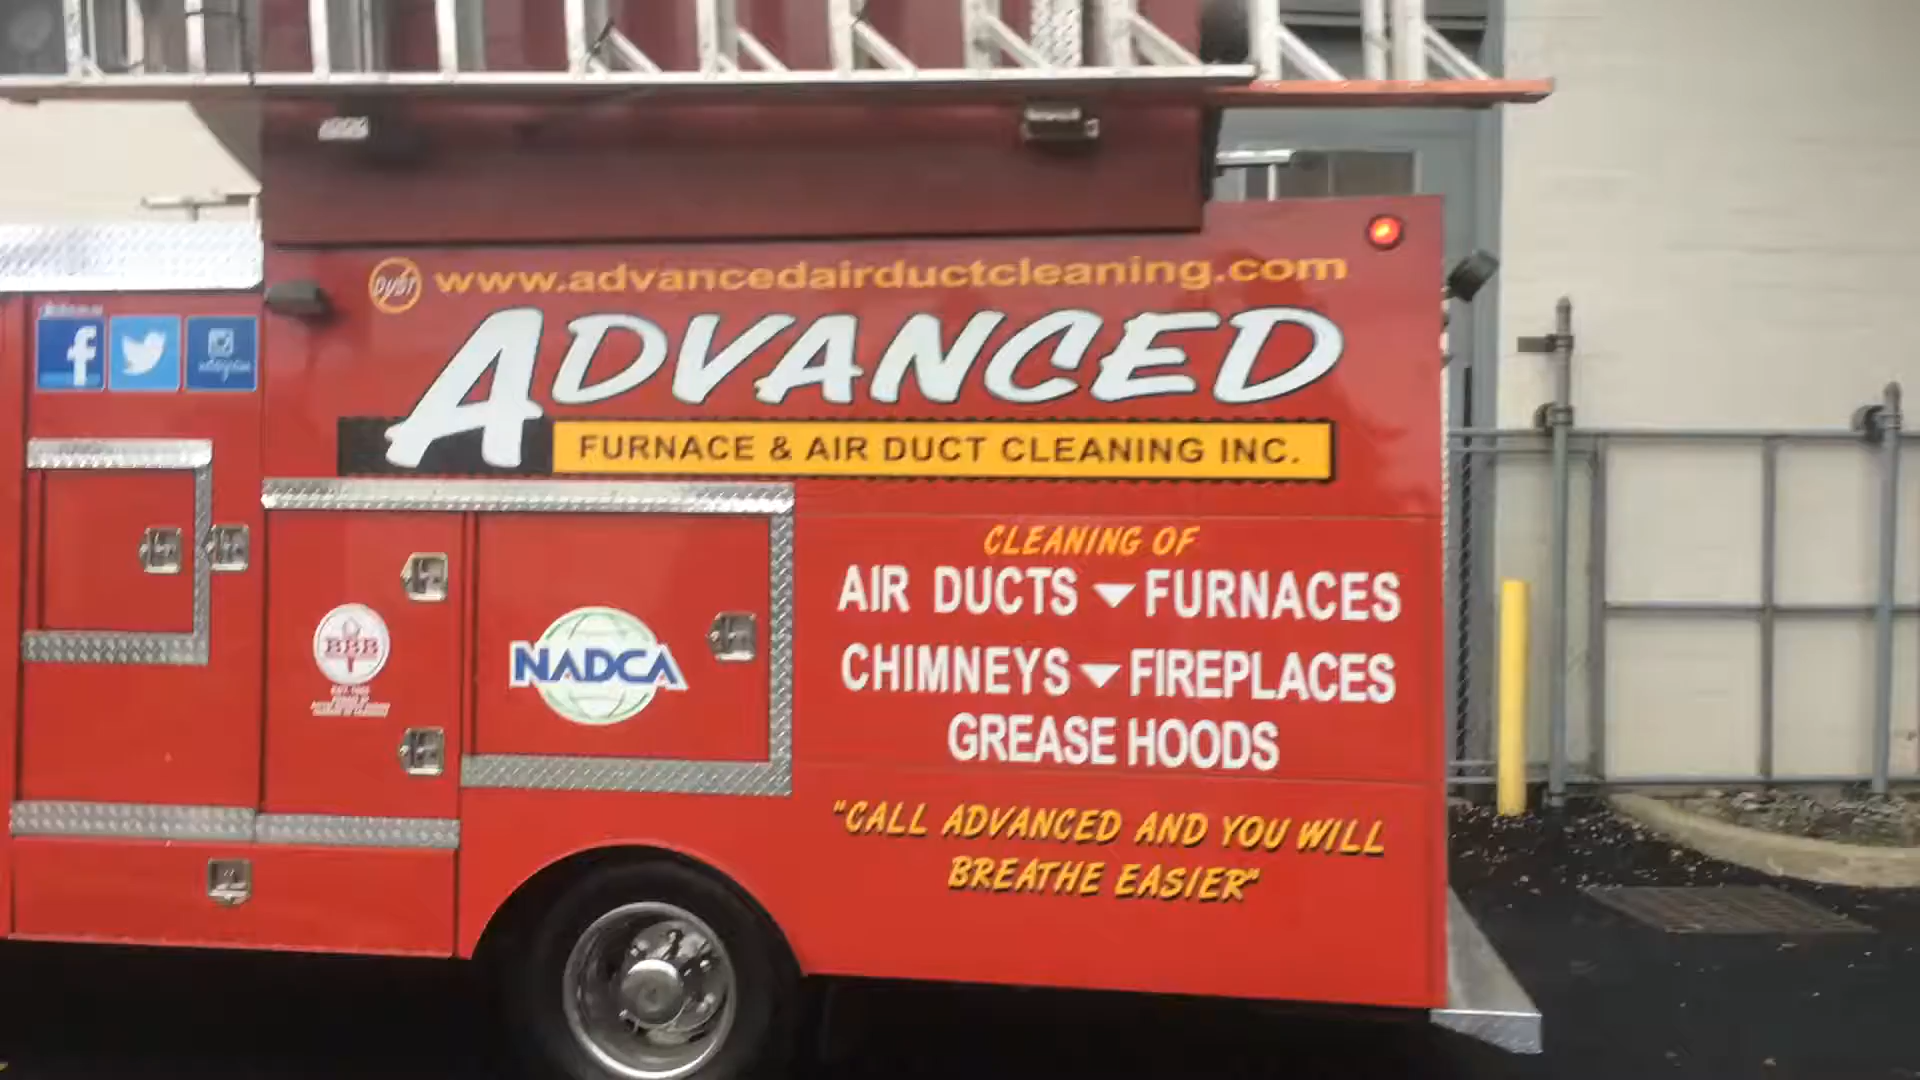 www.advancedairductcleaning.com
ADVANCED
FURNACE & AIR DUCT CLEANING INC.
CLEANING OF
AIR DUCTS FURNACES
CHIMNEYS FIREPLACES
GREASE HOODS
"CALL ADVANCED AND YOU WILL
BREATHE EASIER"
f
Instagram
BBB
NADCA